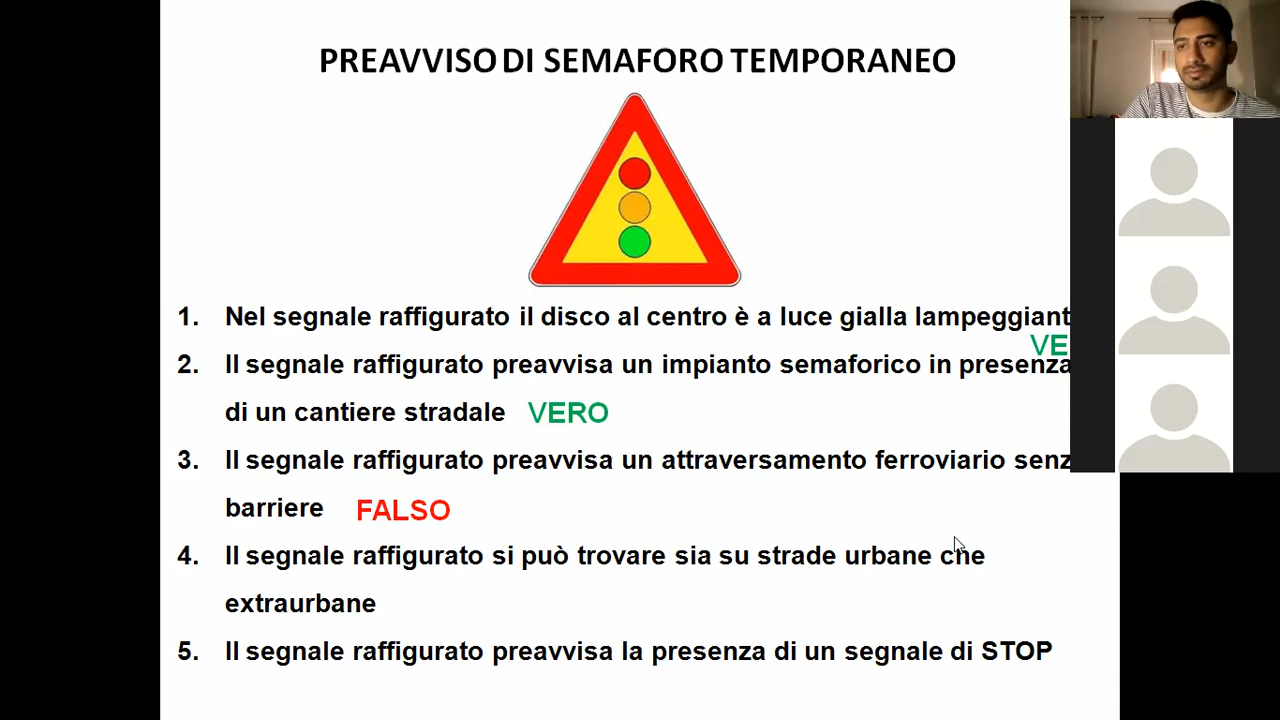 PREAVVISO DI SEMAFORO TEMPORANEO
1. Nel segnale raffigurato il disco al centro è a luce gialla lampeggiant
VE
2. Il segnale raffigurato preavvisa un impianto semaforico in presenza
di un cantiere stradale VERO
3. Il segnale raffigurato preavvisa un attraversamento ferroviario senz
barriere FALSO
4. Il segnale raffigurato si può trovare sia su strade urbane che
extraurbane
5. Il segnale raffigurato preavvisa la presenza di un segnale di STOP